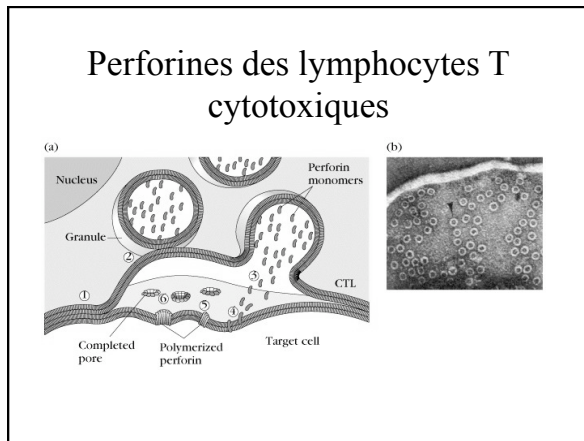 Perforines des lymphocytes T
cytotoxiques
(a)
(b)
Nucleus
Perforin
monomers
Granule
②
③
①
CTL
⑥
⑤
④
Completed
pore
Polymerized
perforin
Target cell